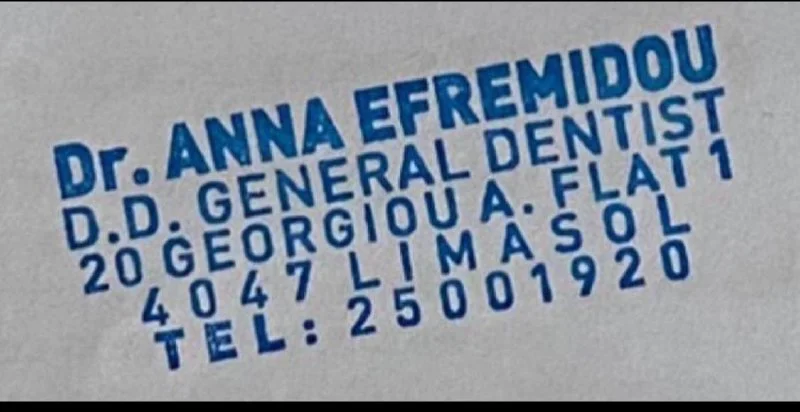 Dr. ANNA EFREMIDOU
D.D. GENERAL DENTIST
20 GEORGIOU A. FLAT 1
4047 LIMASOL
TEL: 25001920